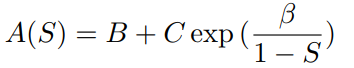 A(S) = B + C exp (β / (1 − S))